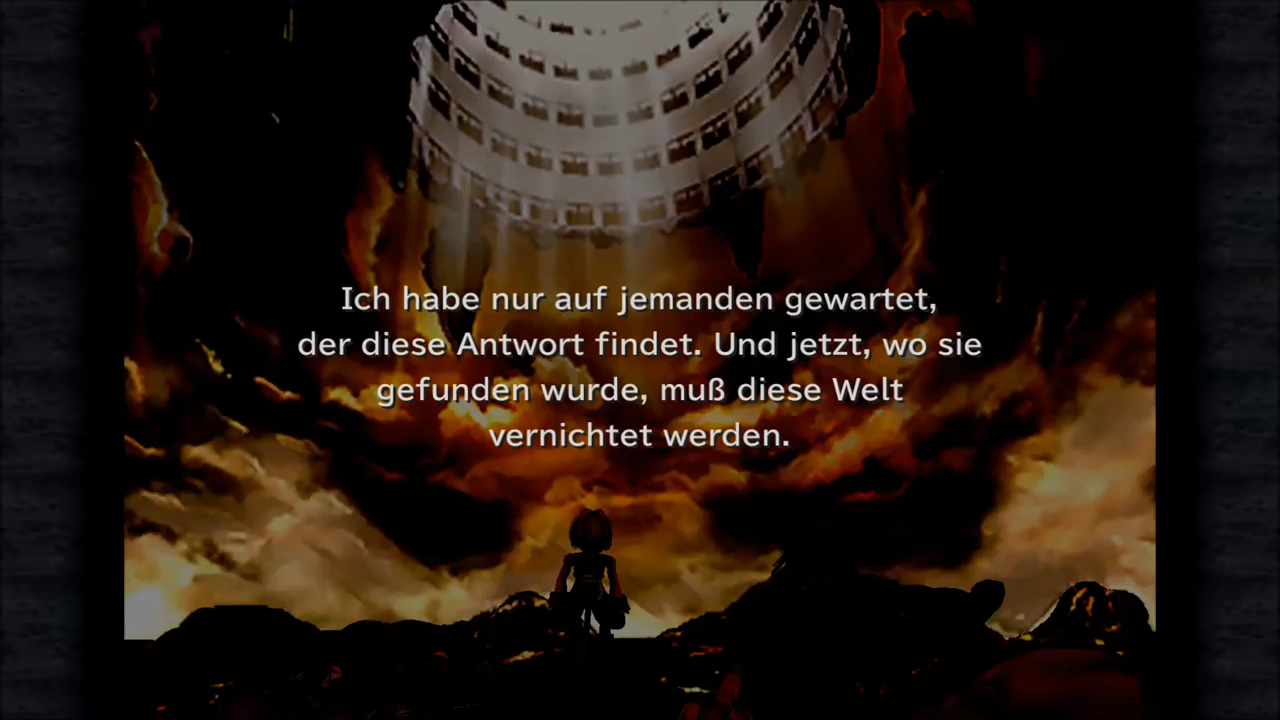 Ich habe nur auf jemanden gewartet,
der diese Antwort findet. Und jetzt, wo sie
gefunden wurde, muß diese Welt
vernichtet werden.